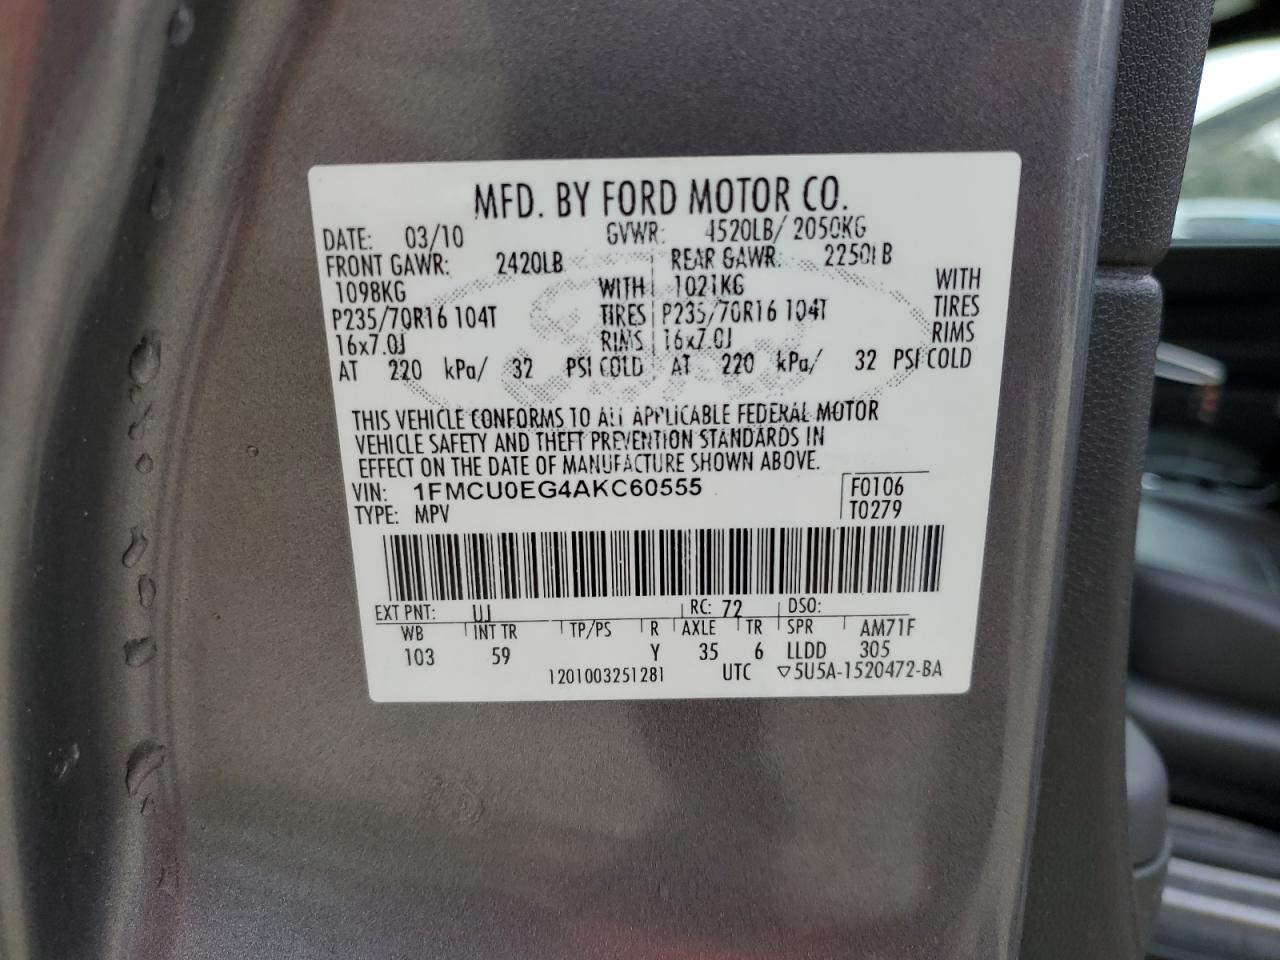 MFD. BY FORD MOTOR CO.
DATE: 03/10 GVWR: 4520LB/ 2050KG
FRONT GAWR: 2420LB REAR GAWR: 2250LB
1098KG WITH 1021KG WITH
P235/70R16 104T TIRES P235/70R16 104T TIRES
16x7.0J RIMS 16x7.0J RIMS
AT 220 kPa/ 32 PSI COLD AT 220 kPa/ 32 PSI COLD
THIS VEHICLE CONFORMS TO ALL APPLICABLE FEDERAL MOTOR
VEHICLE SAFETY AND THEFT PREVENTION STANDARDS IN
EFFECT ON THE DATE OF MANUFACTURE SHOWN ABOVE.
VIN: 1FMCU0EG4AKC60555 F0106
TYPE: MPV T0279
EXT PNT: UJ RC: 72 DSO:
WB INT TR TP/PS R AXLE TR SPR AM71F
103 59 Y 35 6 LLDD 305
1201003251281 UTC ▽5U5A-1520472-BA